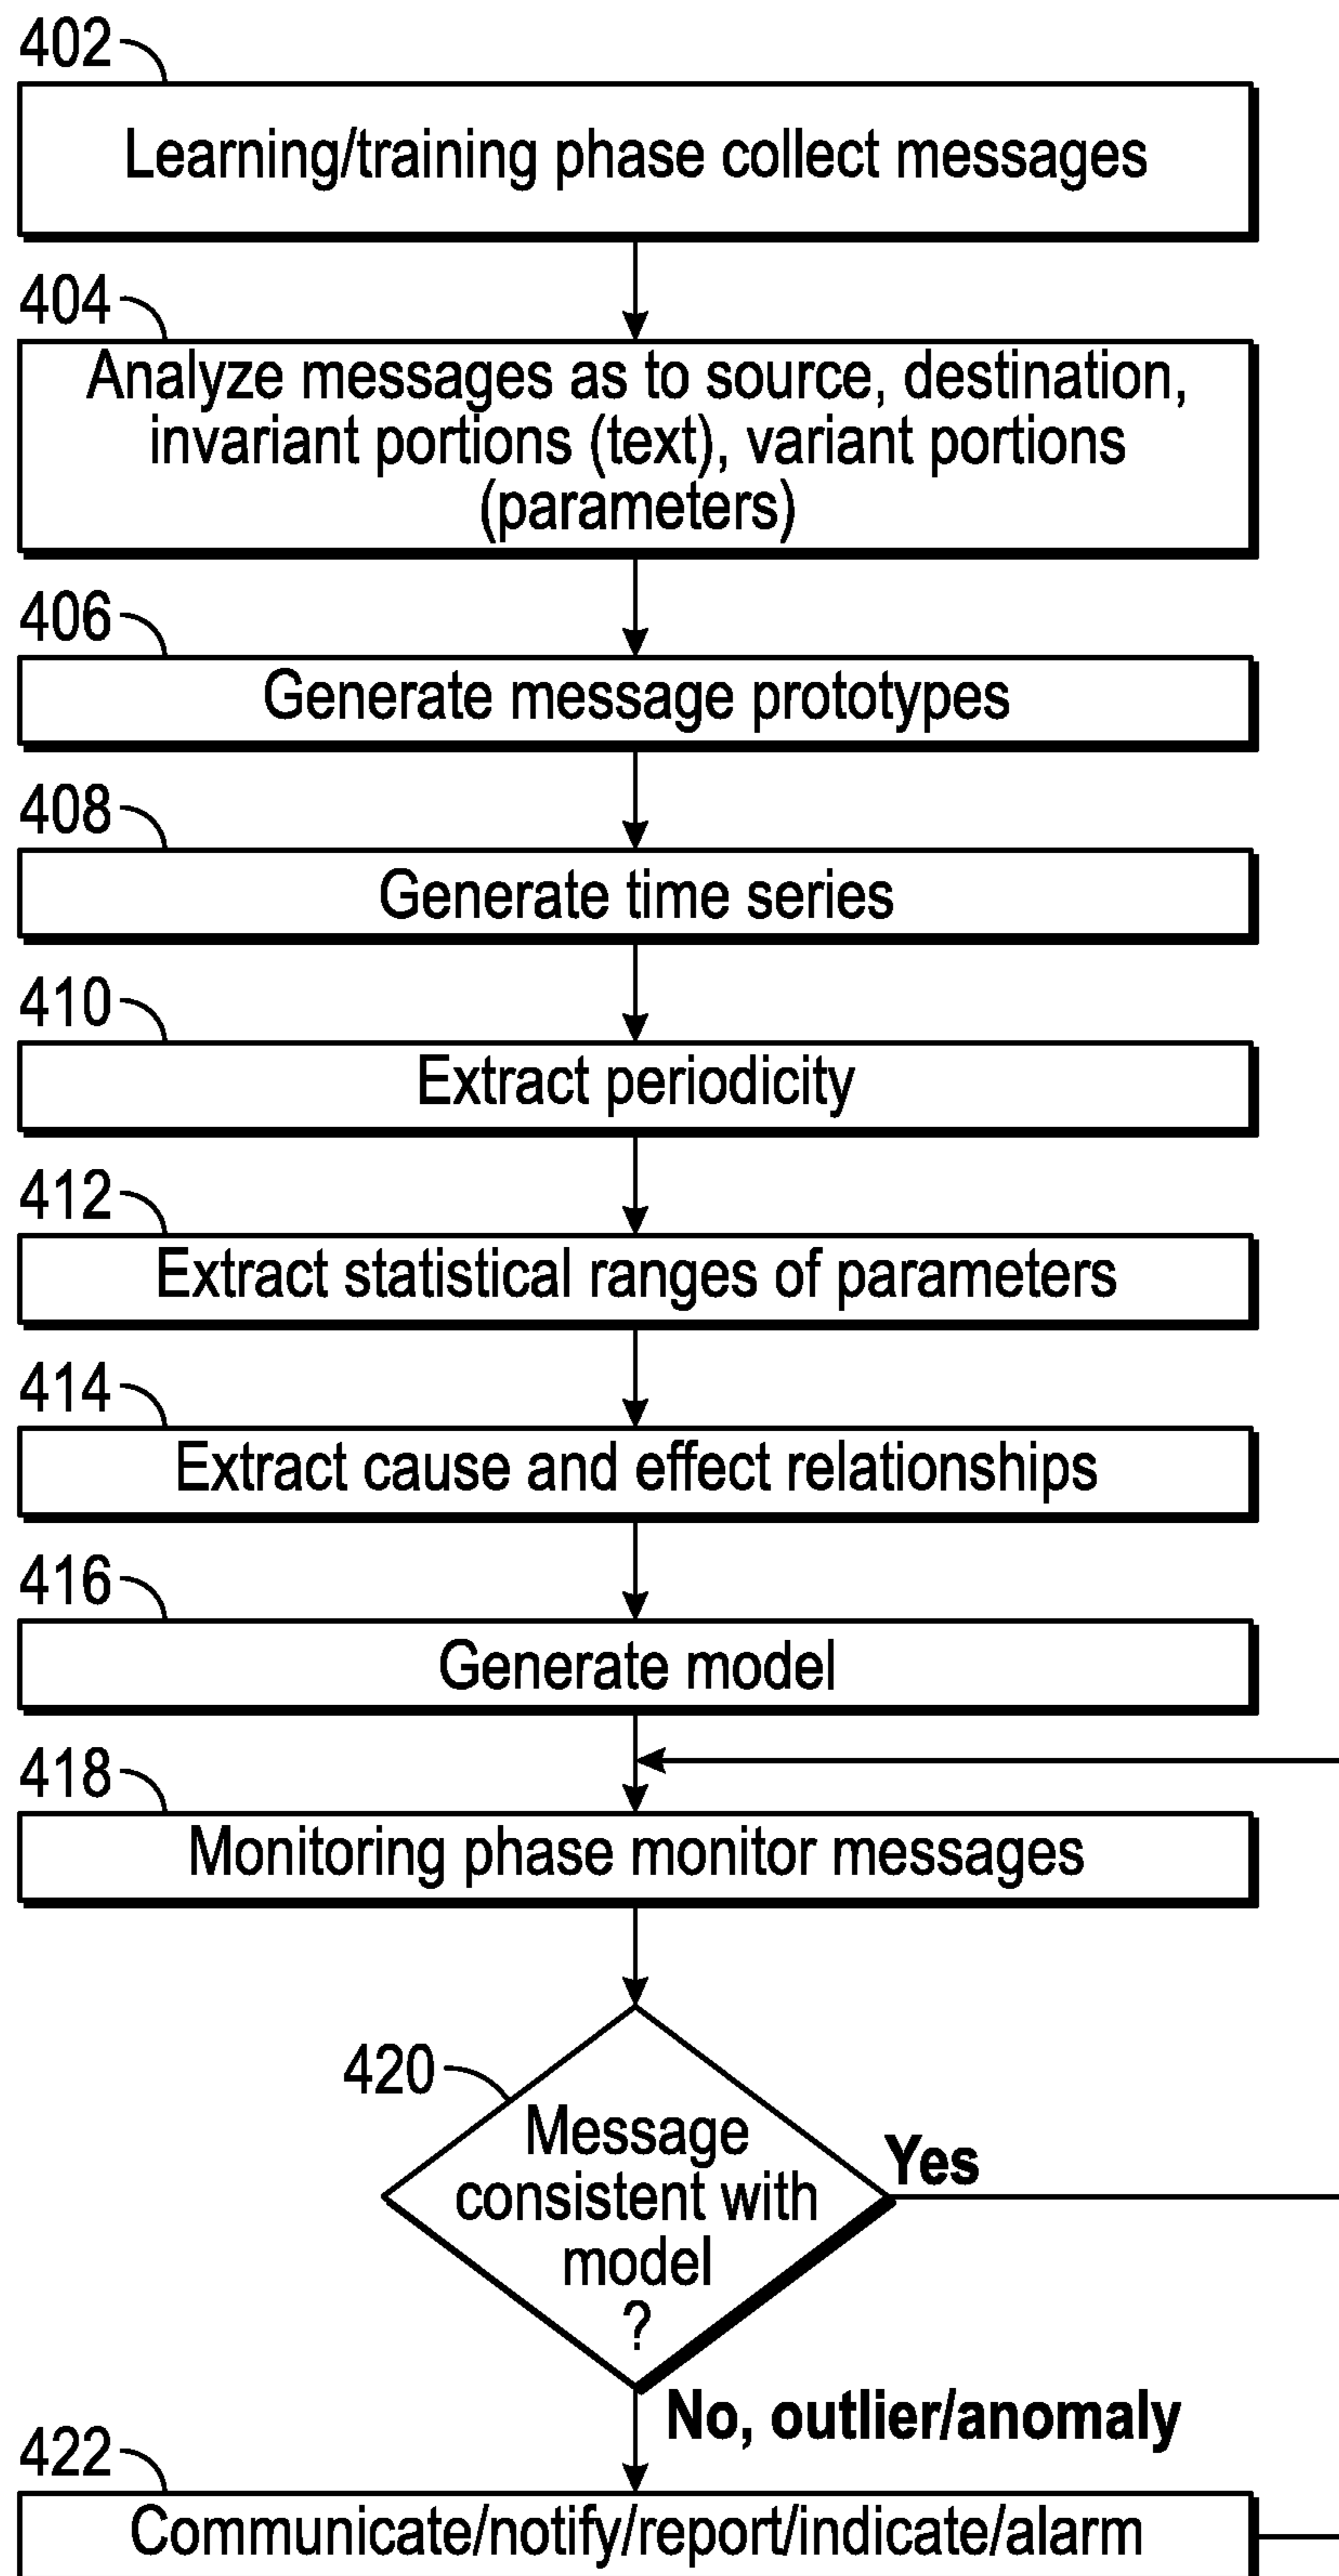 402
Learning/training phase collect messages
404
Analyze messages as to source, destination,
invariant portions (text), variant portions
(parameters)
406
Generate message prototypes
408
Generate time series
410
Extract periodicity
412
Extract statistical ranges of parameters
414
Extract cause and effect relationships
416
Generate model
418
Monitoring phase monitor messages
420
Message
consistent with
model
?
Yes
No, outlier/anomaly
422
Communicate/notify/report/indicate/alarm